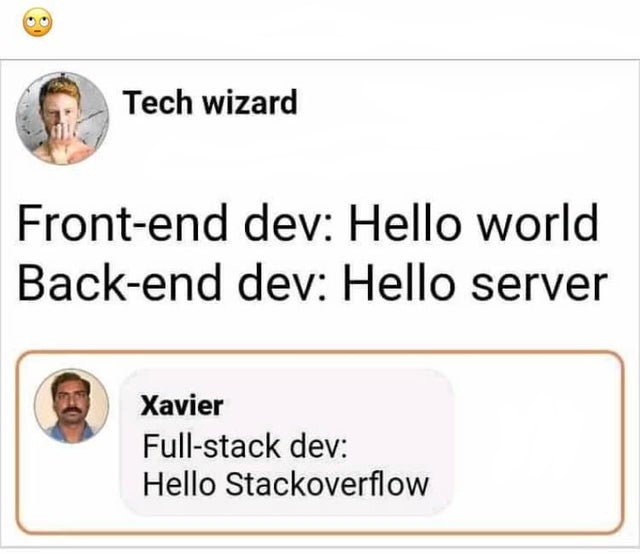 🙄
Tech wizard
Front-end dev: Hello world
Back-end dev: Hello server
Xavier
Full-stack dev:
Hello Stackoverflow